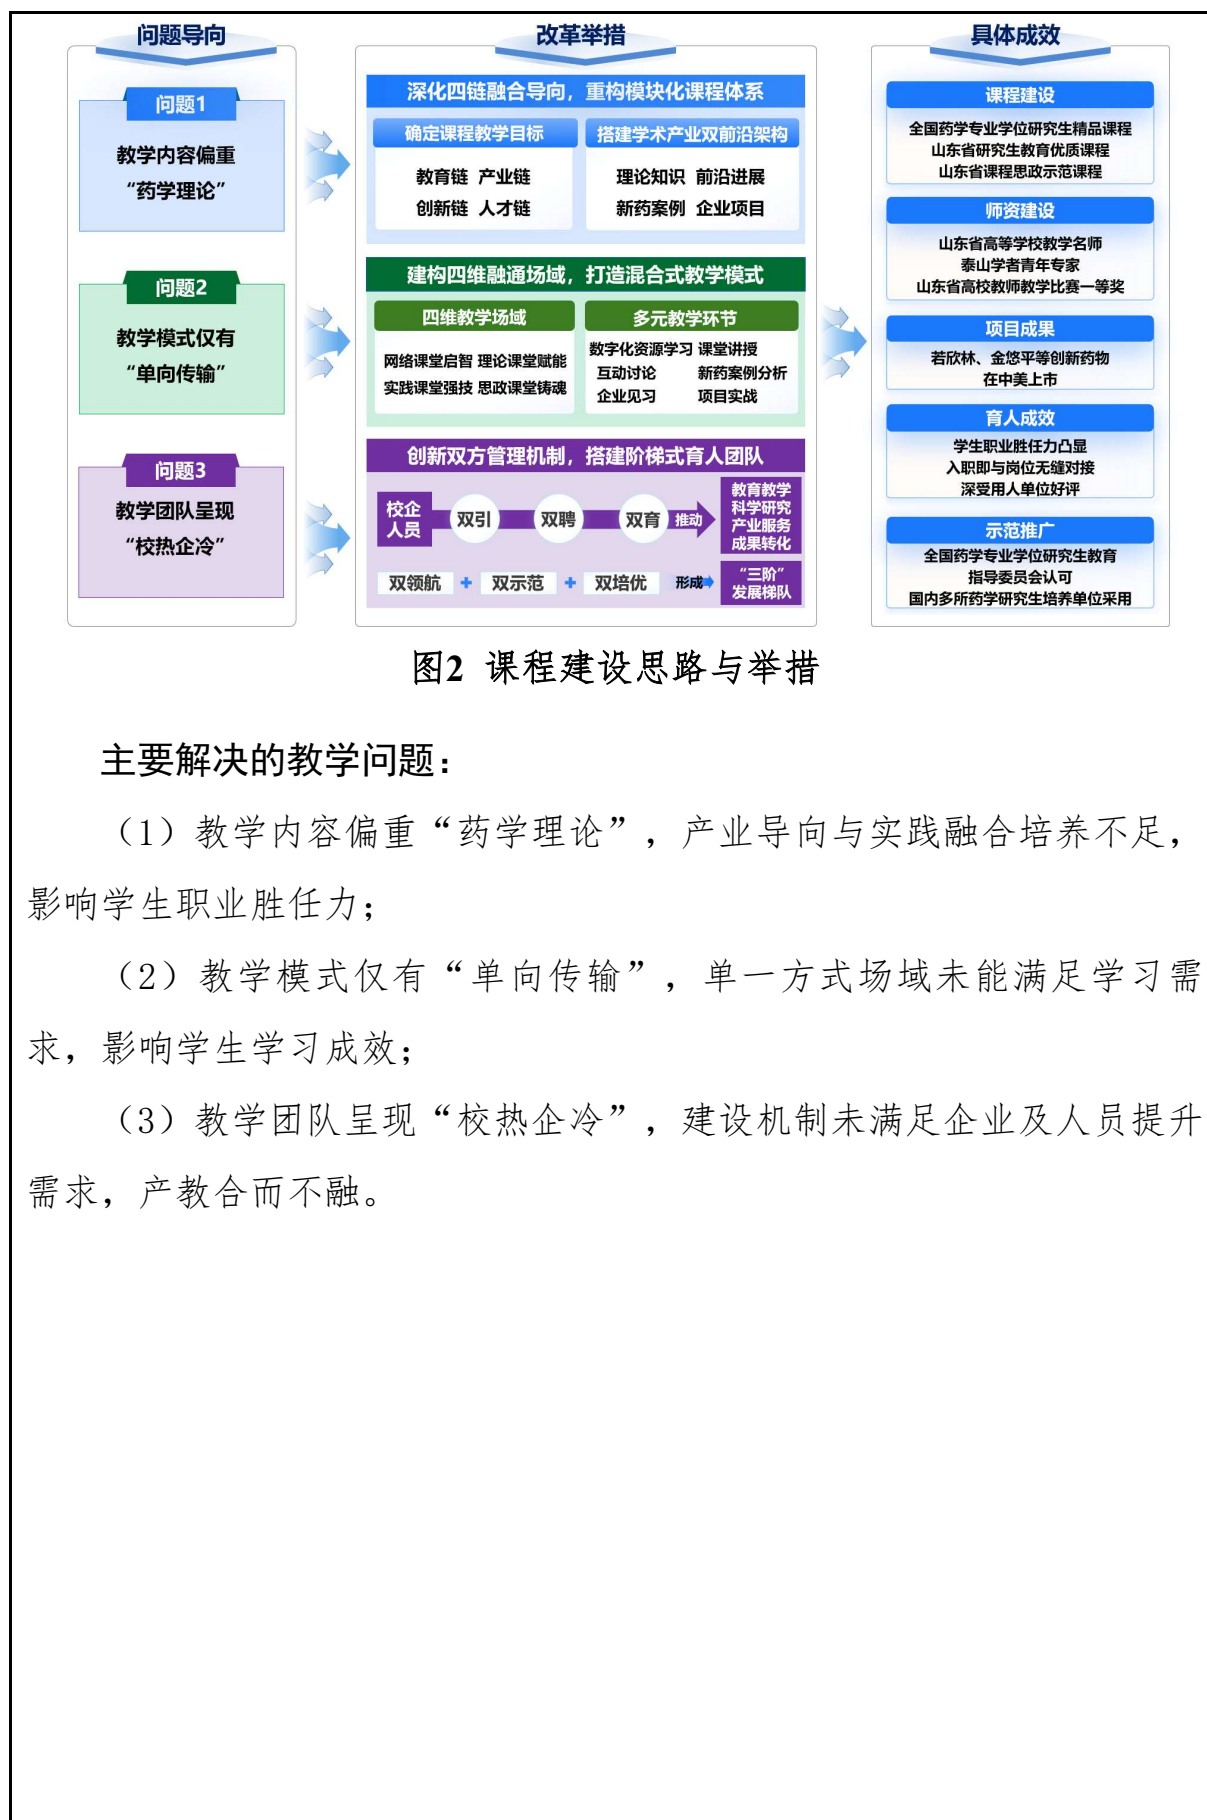 问题导向
问题1
教学内容偏重
“药学理论”
问题2
教学模式仅有
“单向传输”
问题3
教学团队呈现
“校热企冷”
改革举措
深化四链融合导向，重构模块化课程体系
确定课程教学目标
教育链 产业链
创新链 人才链
搭建学术产业双前沿架构
理论知识 前沿进展
新药案例 企业项目
建构四维融通场域，打造混合式教学模式
四维教学场域
网络课堂启智 理论课堂赋能
实践课堂强技 思政课堂铸魂
多元教学环节
数字化资源学习 课堂讲授
互动讨论 新药案例分析
企业见习 项目实战
创新双方管理机制，搭建阶梯式育人团队
校企
人员
双引 双聘 双育 推动
教育教学
科学研究
产业服务
成果转化
双领航 + 双示范 + 双培优 形成
“三阶”
发展梯队
具体成效
课程建设
全国药学专业学位研究生精品课程
山东省研究生教育优质课程
山东省课程思政示范课程
师资建设
山东省高等学校教学名师
泰山学者青年专家
山东省高校教师教学比赛一等奖
项目成果
若欣林、金悠平等创新药物
在中美上市
育人成效
学生职业胜任力凸显
入职即与岗位无缝对接
深受用人单位好评
示范推广
全国药学专业学位研究生教育
指导委员会认可
国内多所药学研究生培养单位采用
图2 课程建设思路与举措
主要解决的教学问题：
（1）教学内容偏重“药学理论”，产业导向与实践融合培养不足，
影响学生职业胜任力；
（2）教学模式仅有“单向传输”，单一方式场域未能满足学习需
求，影响学生学习成效；
（3）教学团队呈现“校热企冷”，建设机制未满足企业及人员提升
需求，产教合而不融。